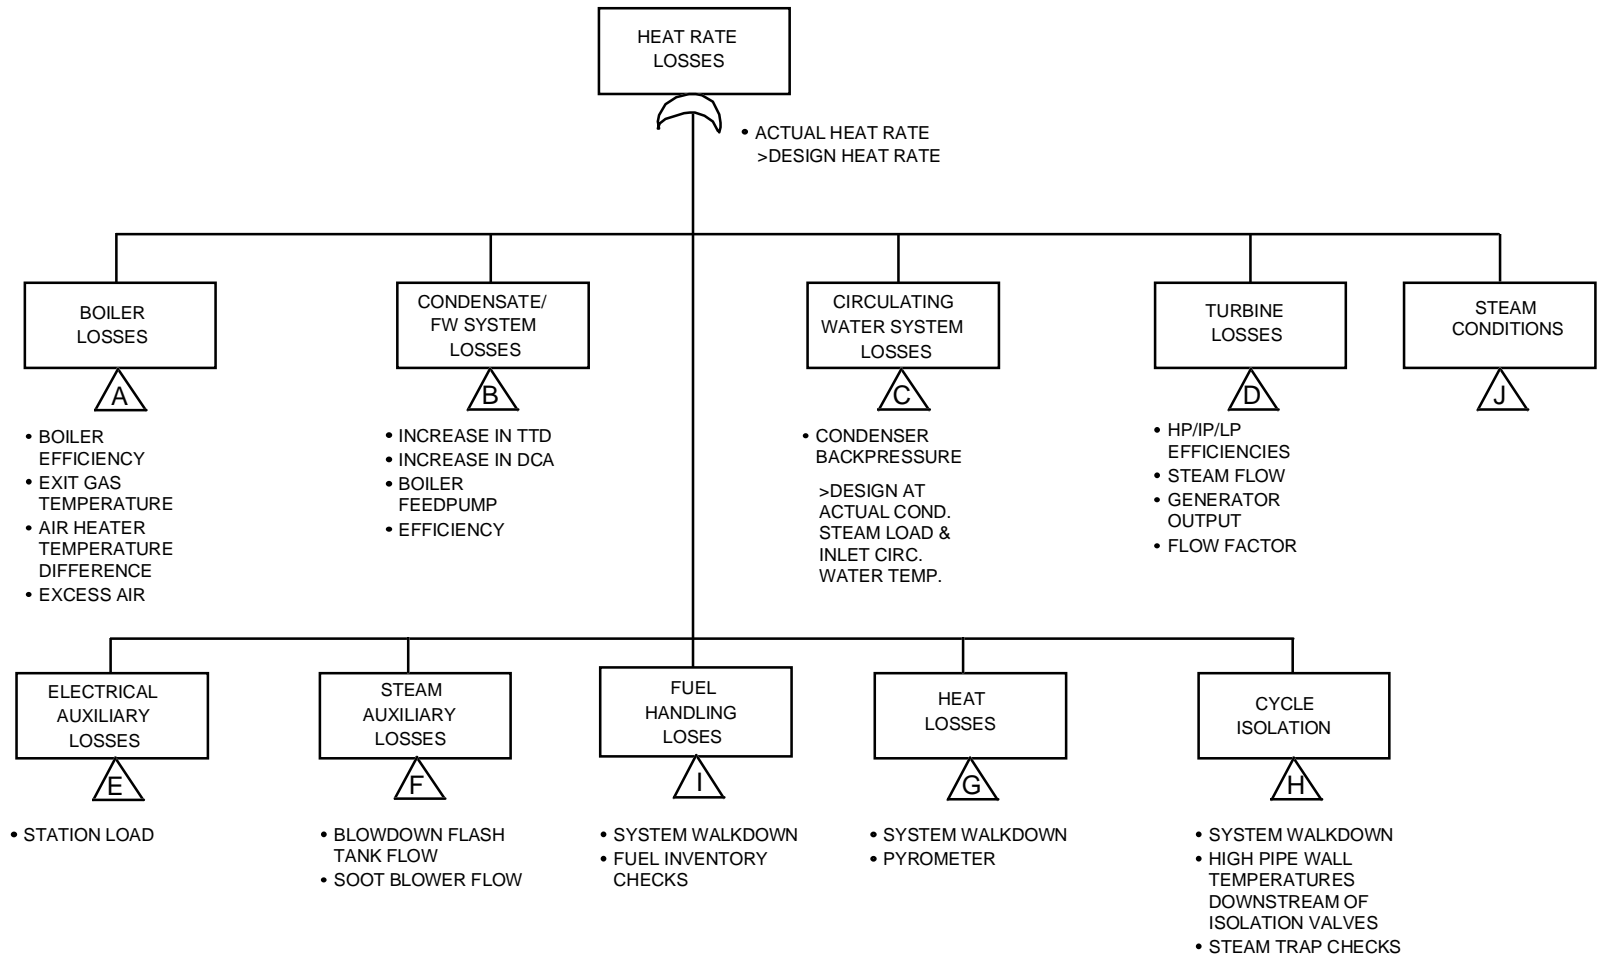 HEAT RATE
LOSSES
• ACTUAL HEAT RATE
>DESIGN HEAT RATE
BOILER
LOSSES
A
• BOILER
EFFICIENCY
• EXIT GAS
TEMPERATURE
• AIR HEATER
TEMPERATURE
DIFFERENCE
• EXCESS AIR
CONDENSATE/
FW SYSTEM
LOSSES
B
• INCREASE IN TTD
• INCREASE IN DCA
• BOILER
FEEDPUMP
• EFFICIENCY
CIRCULATING
WATER SYSTEM
LOSSES
C
• CONDENSER
BACKPRESSURE
>DESIGN AT
ACTUAL COND.
STEAM LOAD &
INLET CIRC.
WATER TEMP.
TURBINE
LOSSES
D
• HP/IP/LP
EFFICIENCIES
• STEAM FLOW
• GENERATOR
OUTPUT
• FLOW FACTOR
STEAM
CONDITIONS
J
ELECTRICAL
AUXILIARY
LOSSES
E
• STATION LOAD
STEAM
AUXILIARY
LOSSES
F
• BLOWDOWN FLASH
TANK FLOW
• SOOT BLOWER FLOW
FUEL
HANDLING
LOSES
I
• SYSTEM WALKDOWN
• FUEL INVENTORY
CHECKS
HEAT
LOSSES
G
• SYSTEM WALKDOWN
• PYROMETER
CYCLE
ISOLATION
H
• SYSTEM WALKDOWN
• HIGH PIPE WALL
TEMPERATURES
DOWNSTREAM OF
ISOLATION VALVES
• STEAM TRAP CHECKS